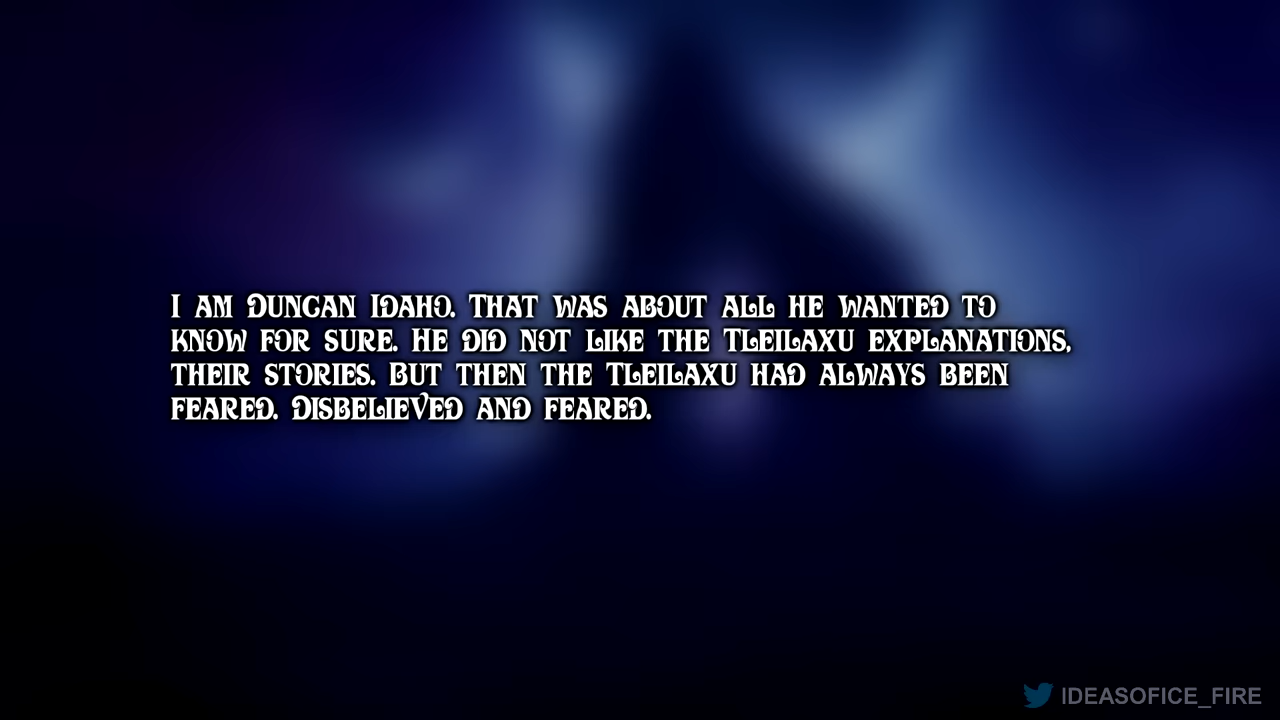 I am Duncan Idaho. That was about all he wanted to
know for sure. He did not like the Tleilaxu explanations,
their stories. But then the Tleilaxu had always been
feared. Disbelieved and feared.
IDEASOFICE_FIRE